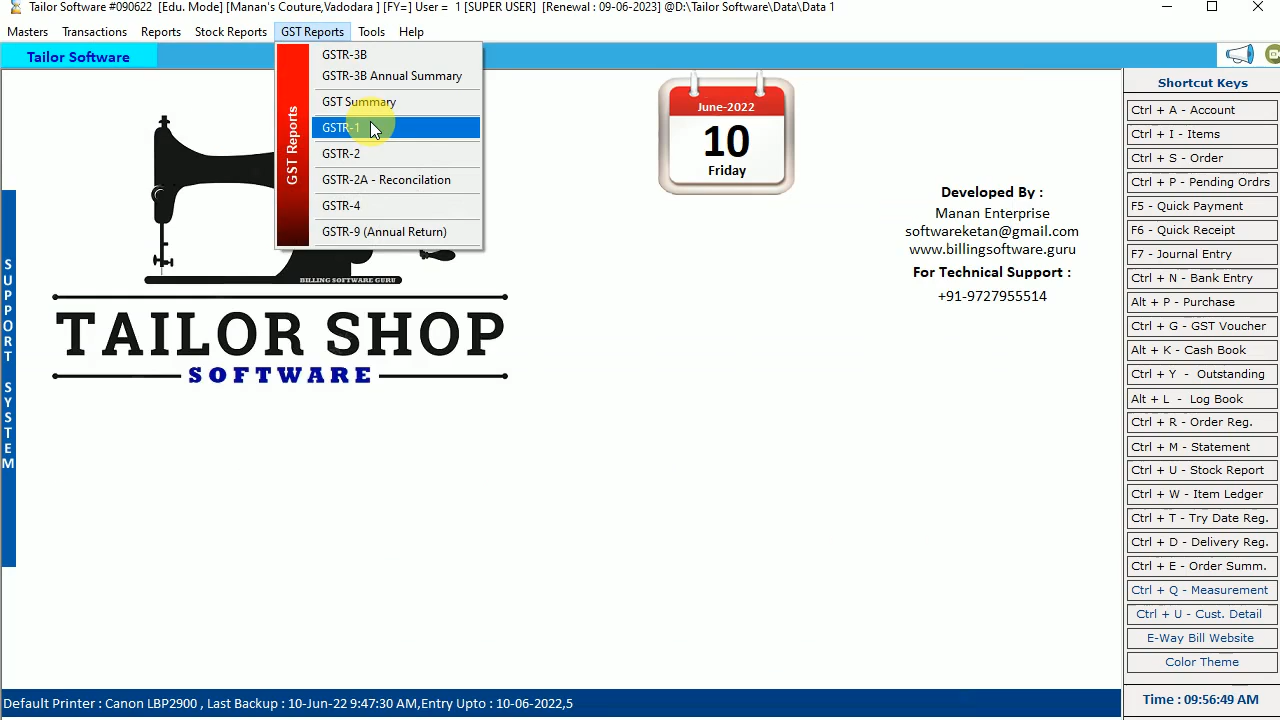 Tailor Software #090622 [Edu. Mode] [Manan's Couture,Vadodara ] [FY=] User = 1 [SUPER USER] [Renewal : 09-06-2023] @D:\Tailor Software\Data\Data 1
Masters Transactions Reports Stock Reports GST Reports Tools Help
Tailor Software
GST Reports
GSTR-3B
GSTR-3B Annual Summary
GST Summary
GSTR-1
GSTR-2
GSTR-2A - Reconcilation
GSTR-4
GSTR-9 (Annual Return)
BILLING SOFTWARE GURU
TAILOR SHOP
SOFTWARE
SUPPORT SYSTEM
June-2022
10
Friday
Developed By :
Manan Enterprise
softwareketan@gmail.com
www.billingsoftware.guru
For Technical Support :
+91-9727955514
Shortcut Keys
Ctrl + A - Account
Ctrl + I - Items
Ctrl + S - Order
Ctrl + P - Pending Ordrs
F5 - Quick Payment
F6 - Quick Receipt
F7 - Journal Entry
Ctrl + N - Bank Entry
Alt + P - Purchase
Ctrl + G - GST Voucher
Alt + K - Cash Book
Ctrl + Y - Outstanding
Alt + L - Log Book
Ctrl + R - Order Reg.
Ctrl + M - Statement
Ctrl + U - Stock Report
Ctrl + W - Item Ledger
Ctrl + T - Try Date Reg.
Ctrl + D - Delivery Reg.
Ctrl + E - Order Summ.
Ctrl + Q - Measurement
Ctrl + U - Cust. Detail
E-Way Bill Website
Color Theme
Default Printer : Canon LBP2900 , Last Backup : 10-Jun-22 9:47:30 AM,Entry Upto : 10-06-2022,5
Time : 09:56:49 AM